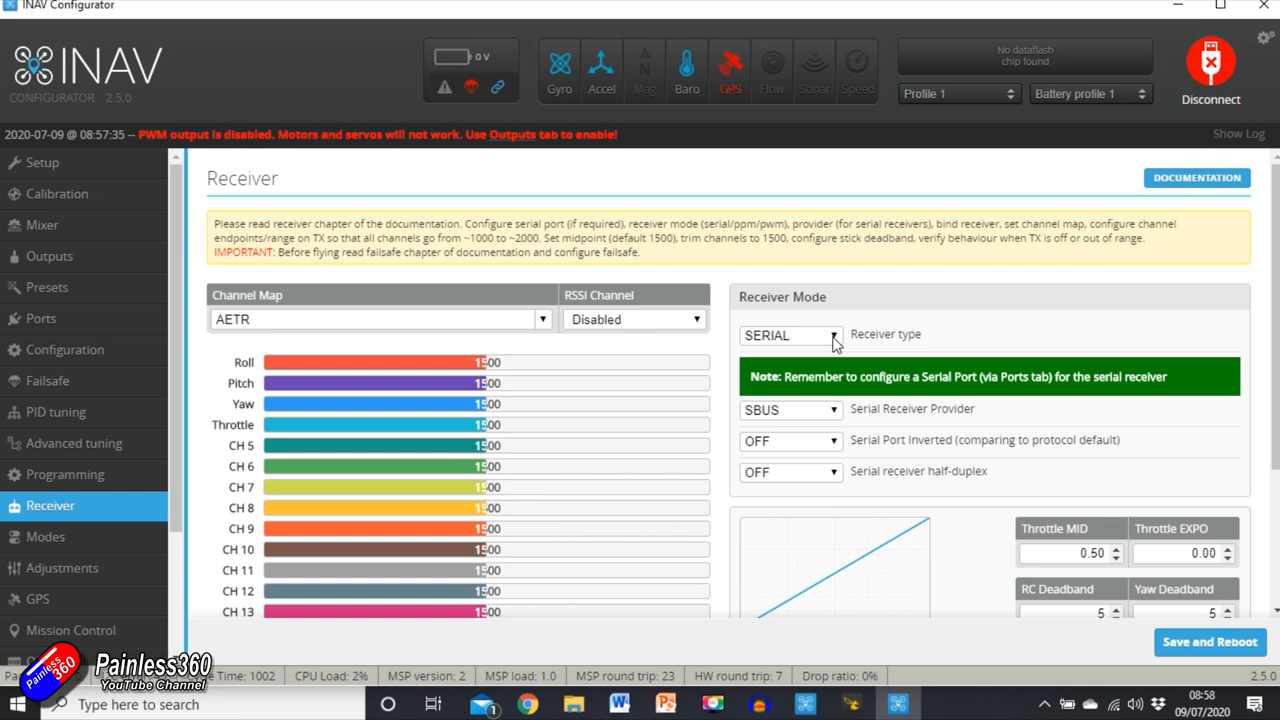 INAV Configurator
INAV
CONFIGURATOR 2.5.0
0 V
Gyro
Accel
Mag
Baro
GPS
Flow
Sonar
Speed
No dataflash
chip found
Profile 1
Battery profile 1
Disconnect
2020-07-09 @ 08:57:35 -- PWM output is disabled. Motors and servos will not work. Use Outputs tab to enable!
Show Log
Setup
Calibration
Mixer
Outputs
Presets
Ports
Configuration
Failsafe
PID tuning
Advanced tuning
Programming
Receiver
Modes
Adjustments
GPS
Mission Control
Receiver
DOCUMENTATION
Please read receiver chapter of the documentation. Configure serial port (if required), receiver mode (serial/ppm/pwm), provider (for serial receivers), bind receiver, set channel map, configure channel
endpoints/range on TX so that all channels go from ~1000 to ~2000. Set midpoint (default 1500), trim channels to 1500, configure stick deadband, verify behaviour when TX is off or out of range.
IMPORTANT: Before flying read failsafe chapter of documentation and configure failsafe.
Channel Map
RSSI Channel
AETR
Disabled
Roll 1500
Pitch 1500
Yaw 1500
Throttle 1500
CH 5 1500
CH 6 1500
CH 7 1500
CH 8 1500
CH 9 1500
CH 10 1500
CH 11 1500
CH 12 1500
CH 13 1500
Receiver Mode
SERIAL Receiver type
Note: Remember to configure a Serial Port (via Ports tab) for the serial receiver
SBUS Serial Receiver Provider
OFF Serial Port Inverted (comparing to protocol default)
OFF Serial receiver half-duplex
Throttle MID
Throttle EXPO
0.50
0.00
RC Deadband
Yaw Deadband
5
5
Save and Reboot
Painless
360
Painless360
YouTube Channel
Time: 1002
CPU Load: 2%
MSP version: 2
MSP load: 1.0
MSP round trip: 23
HW round trip: 7
Drop ratio: 0%
2.5.0
Type here to search
1
08:58
09/07/2020